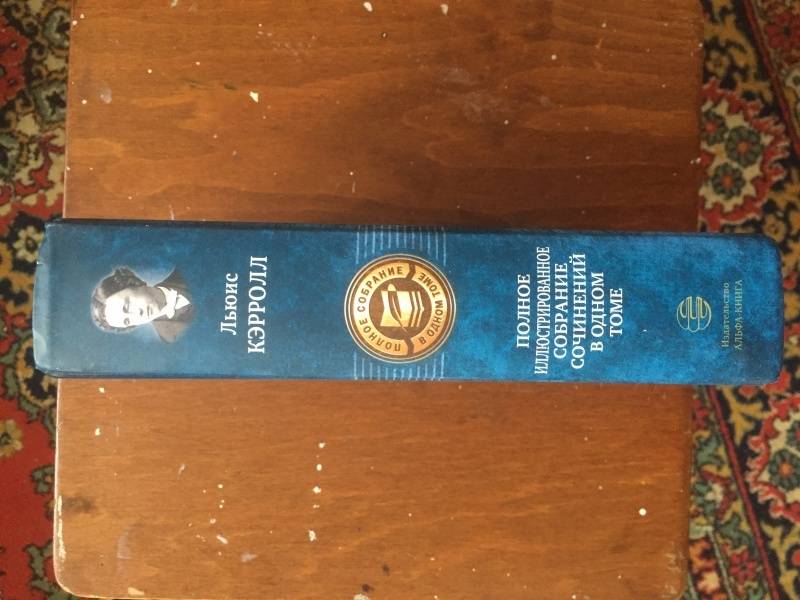 Льюис
КЭРРОЛЛ
ПОЛНОЕ СОБРАНИЕ
В ОДНОМ ТОМЕ
ПОЛНОЕ
ИЛЛЮСТРИРОВАННОЕ
СОБРАНИЕ
СОЧИНЕНИЙ
В ОДНОМ
ТОМЕ
Издательство
АЛЬФА-КНИГА